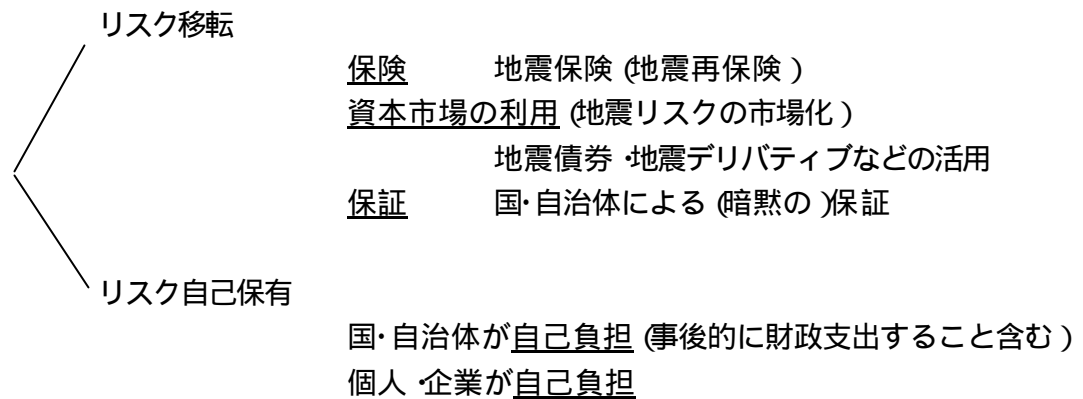 リスク移転
保険 地震保険(地震再保険)
資本市場の利用(地震リスクの市場化)
地震債券・地震デリバティブなどの活用
保証 国・自治体による(暗黙の)保証
リスク自己保有
国・自治体が自己負担(事後的に財政支出すること含む)
個人・企業が自己負担